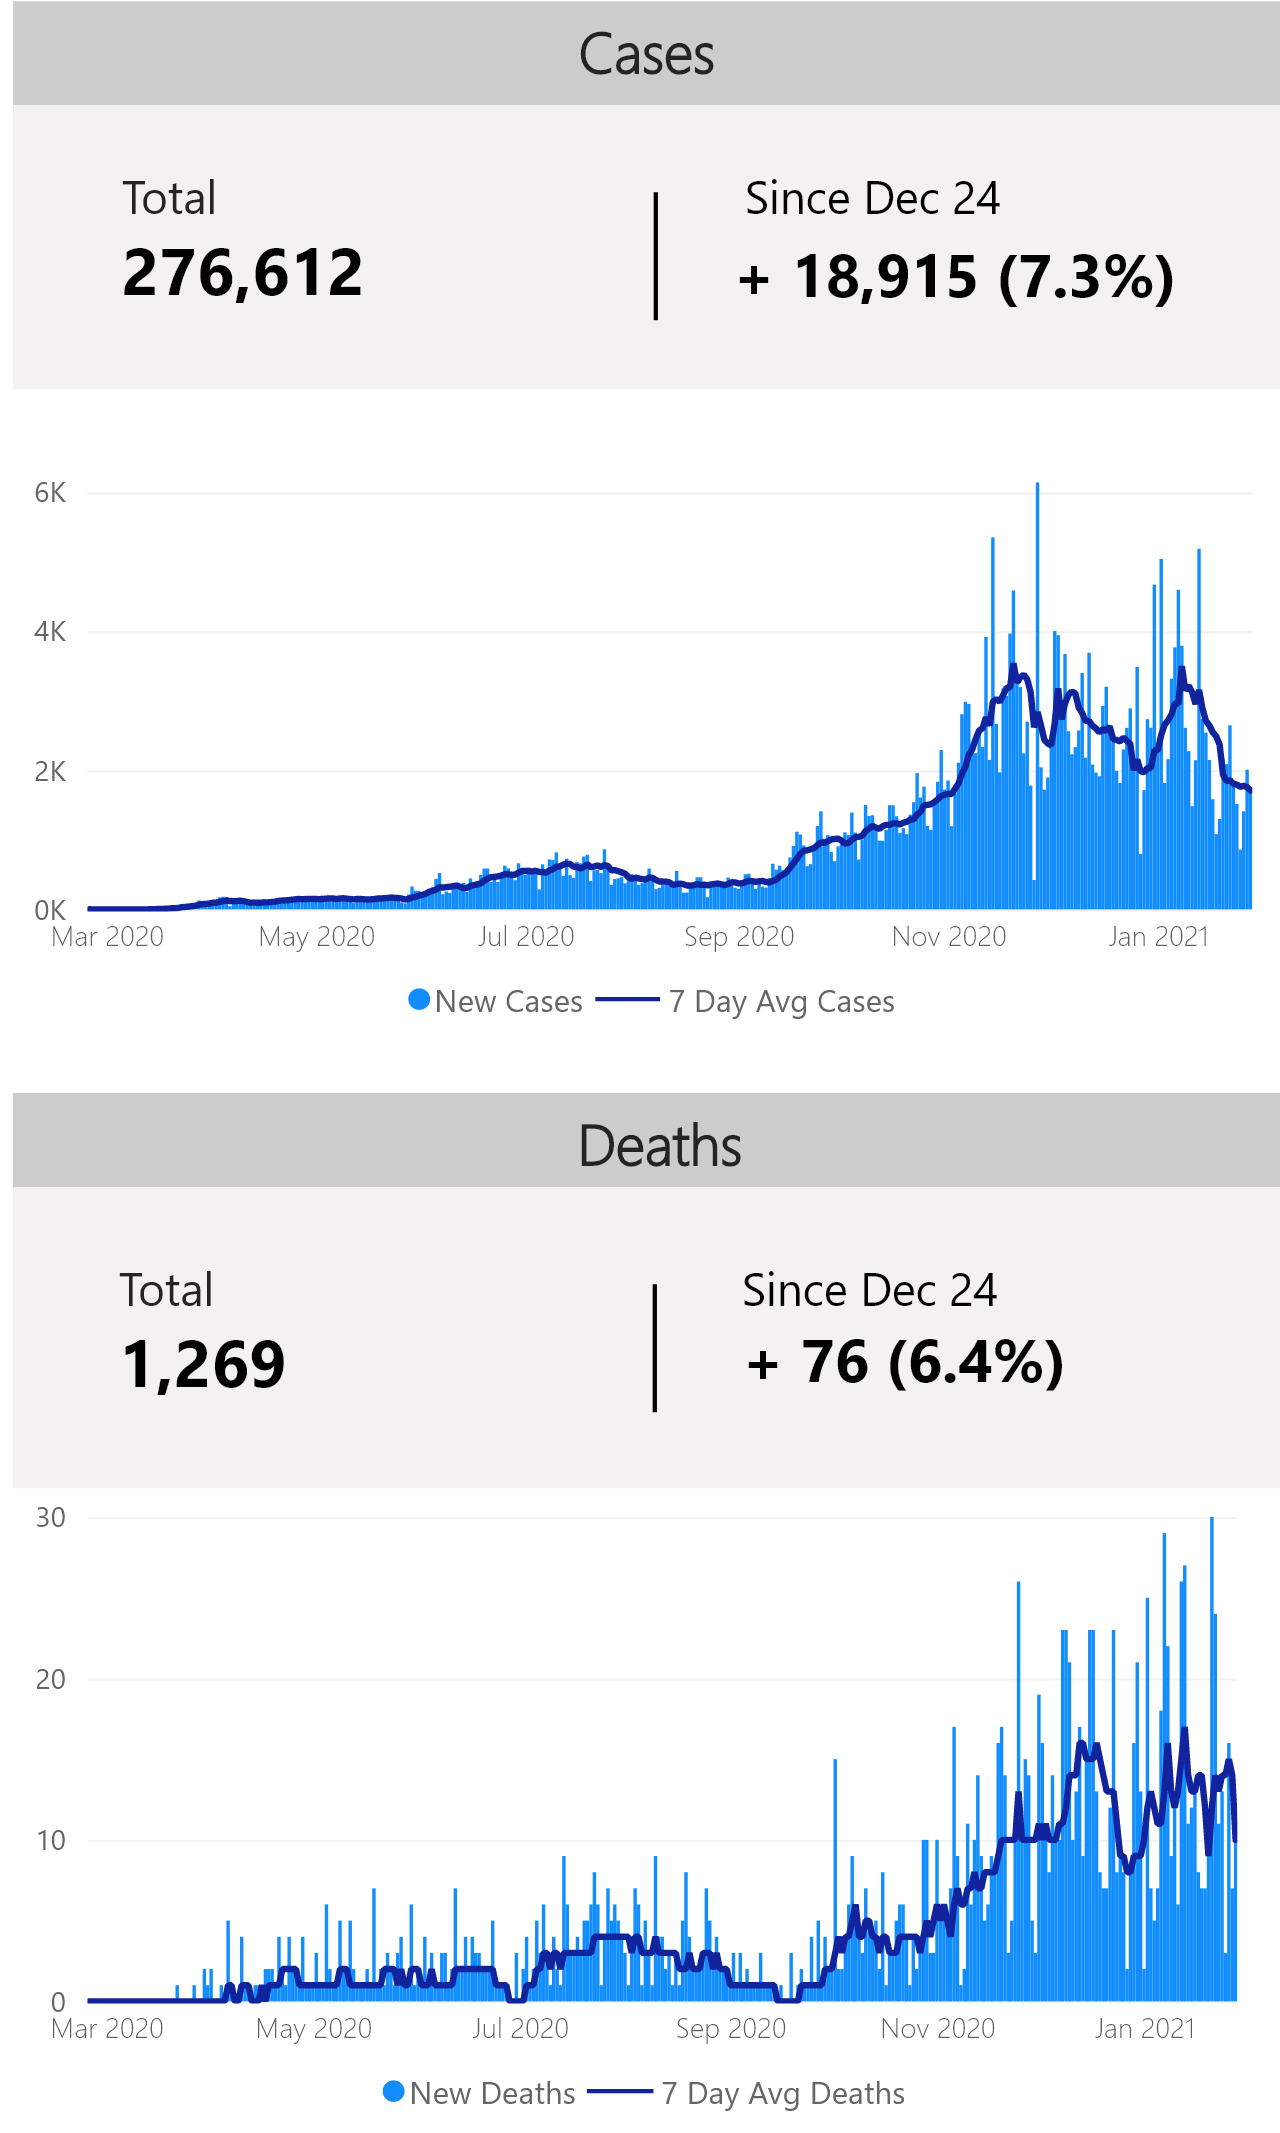 Cases
Total
Since Dec 24
276,612
+ 18,915 (7.3%)
6K
4K
2K
0K
Mar 2020 May 2020 Jul 2020 Sep 2020 Nov 2020 Jan 2021
New Cases 7 Day Avg Cases
Deaths
Total
Since Dec 24
1,269
+ 76 (6.4%)
30
20
10
0
Mar 2020 May 2020 Jul 2020 Sep 2020 Nov 2020 Jan 2021
New Deaths 7 Day Avg Deaths